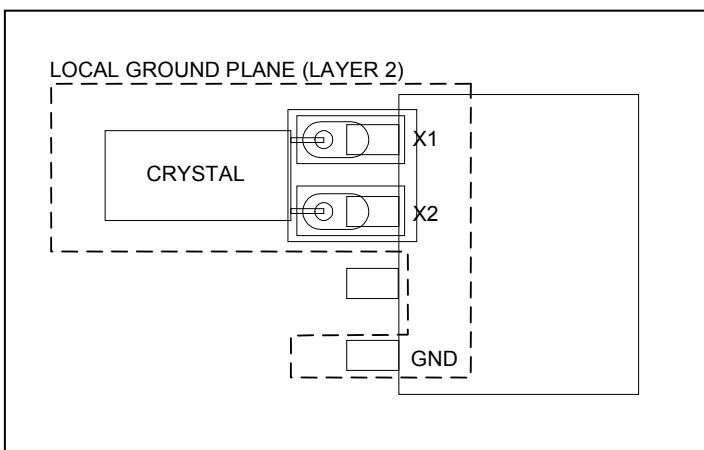 LOCAL GROUND PLANE (LAYER 2)
X1
CRYSTAL
X2
GND